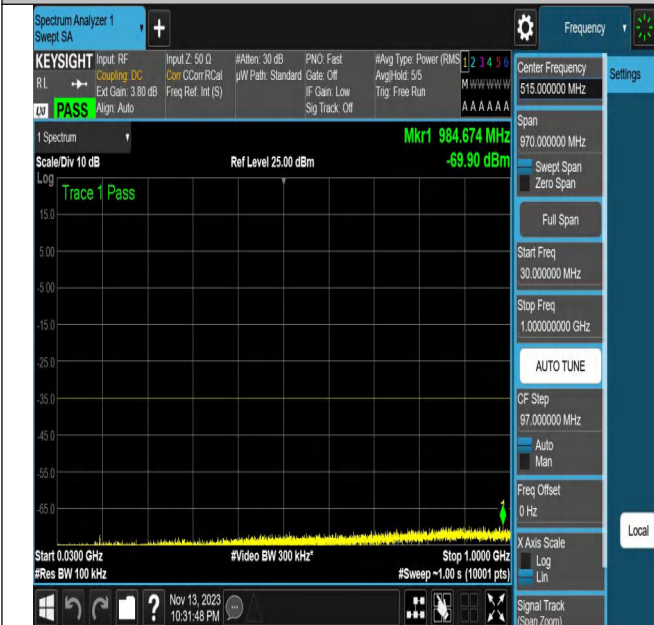 Spectrum Analyzer 1
Swept SA
+
Frequency
KEYSIGHT
RL
LXI
PASS
Input: RF
Coupling: DC
Ext Gain: 3.80 dB
Align: Auto
Input Z: 50 Ω
Corr CCorr RCal
Freq Ref: Int (S)
#Atten: 30 dB
µW Path: Standard
PNO: Fast
Gate: Off
IF Gain: Low
Sig Track: Off
#Avg Type: Power (RMS
Avg|Hold: 5/5
Trig: Free Run
1 2 3 4 5 6
M W W W W W
A A A A A A
1 Spectrum
Scale/Div 10 dB
Ref Level 25.00 dBm
Mkr1 984.674 MHz
-69.90 dBm
Log
Trace 1 Pass
15.0
5.00
-5.00
-15.0
-25.0
-35.0
-45.0
-55.0
-65.0
1
Start 0.0300 GHz
#Video BW 300 kHz*
Stop 1.0000 GHz
#Res BW 100 kHz
#Sweep ~1.00 s (10001 pts)
?
Nov 13, 2023
10:31:48 PM
Center Frequency
515.000000 MHz
Settings
Span
970.000000 MHz
Swept Span
Zero Span
Full Span
Start Freq
30.000000 MHz
Stop Freq
1.000000000 GHz
AUTO TUNE
CF Step
97.000000 MHz
Auto
Man
Freq Offset
0 Hz
Local
X Axis Scale
Log
Lin
Signal Track
(Span Zoom)